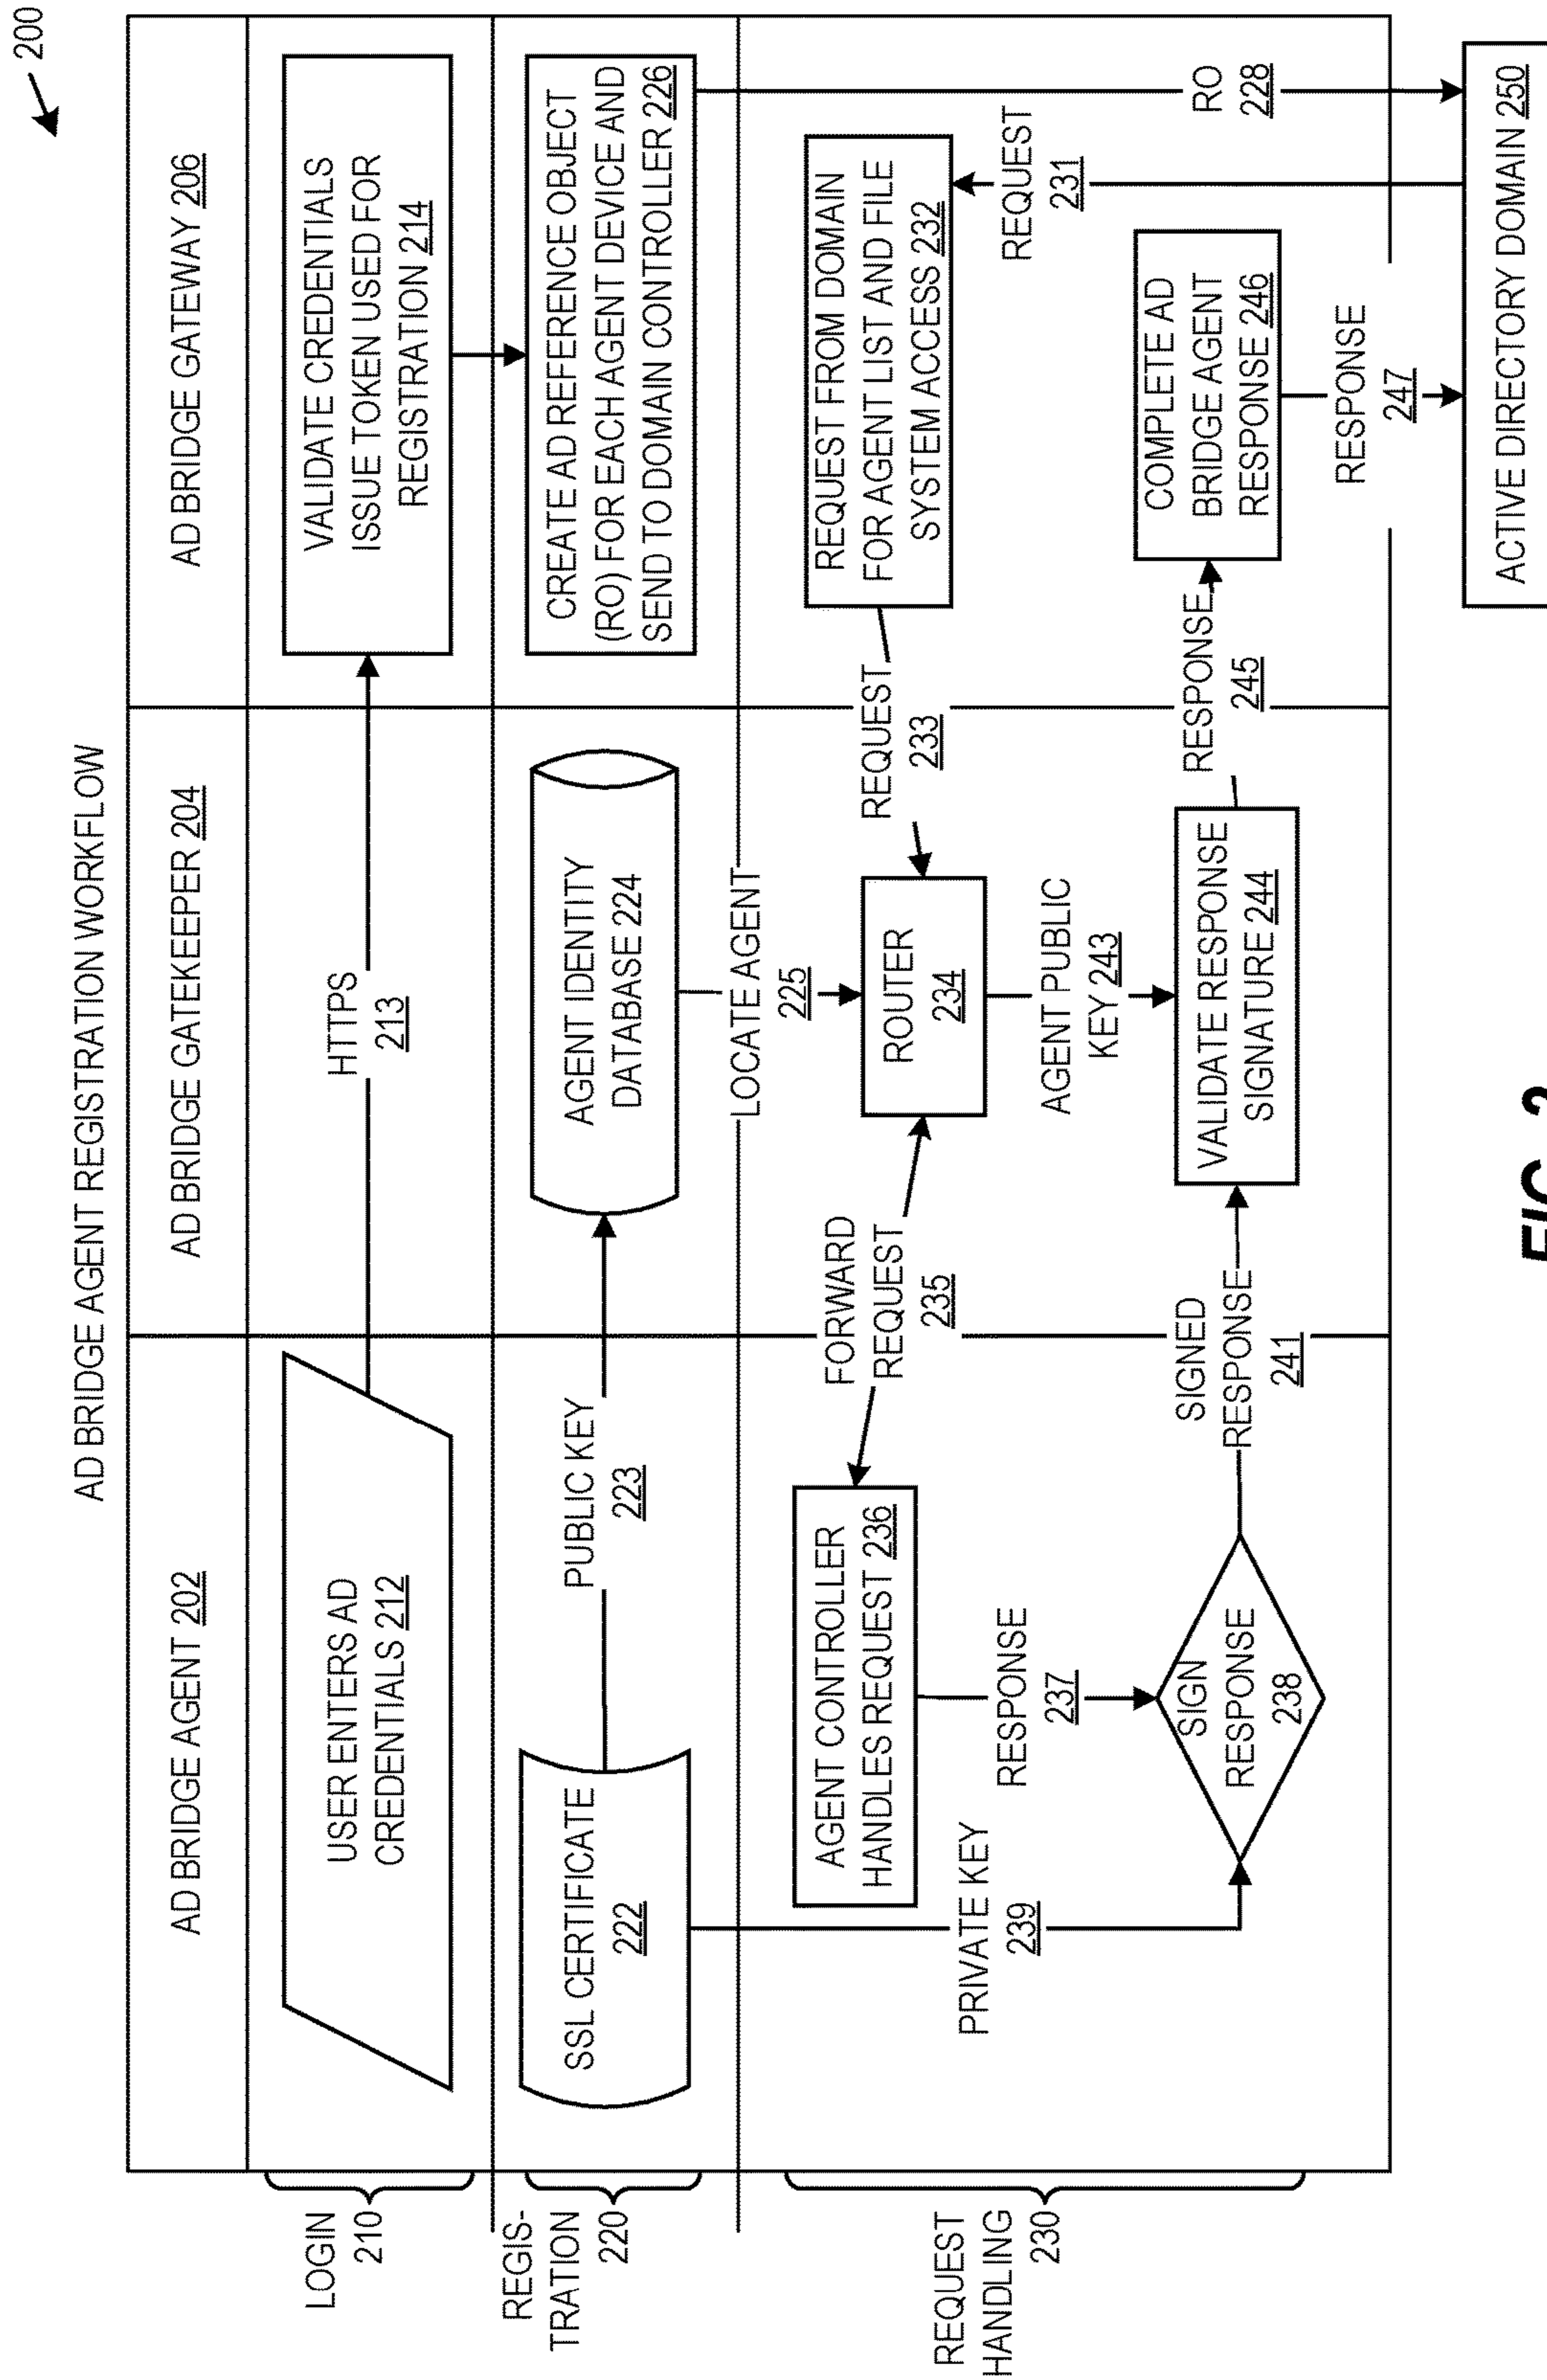 200
AD BRIDGE AGENT REGISTRATION WORKFLOW
AD BRIDGE AGENT 202
AD BRIDGE GATEKEEPER 204
AD BRIDGE GATEWAY 206
LOGIN
210
USER ENTERS AD
CREDENTIALS 212
HTTPS
213
VALIDATE CREDENTIALS
ISSUE TOKEN USED FOR
REGISTRATION 214
REGIS-
TRATION
220
SSL CERTIFICATE
222
PUBLIC KEY
223
AGENT IDENTITY
DATABASE 224
CREATE AD REFERENCE OBJECT
(RO) FOR EACH AGENT DEVICE AND
SEND TO DOMAIN CONTROLLER 226
LOCATE AGENT
225
REQUEST
HANDLING
230
AGENT CONTROLLER
HANDLES REQUEST 236
FORWARD
REQUEST
235
ROUTER
234
REQUEST
233
REQUEST FROM DOMAIN
FOR AGENT LIST AND FILE
SYSTEM ACCESS 232
REQUEST
231
RO
228
PRIVATE KEY
239
RESPONSE
237
AGENT PUBLIC
KEY 243
SIGN
RESPONSE
238
SIGNED
RESPONSE
241
VALIDATE RESPONSE
SIGNATURE 244
RESPONSE
245
COMPLETE AD
BRIDGE AGENT
RESPONSE 246
RESPONSE
247
ACTIVE DIRECTORY DOMAIN 250
FIG. 2